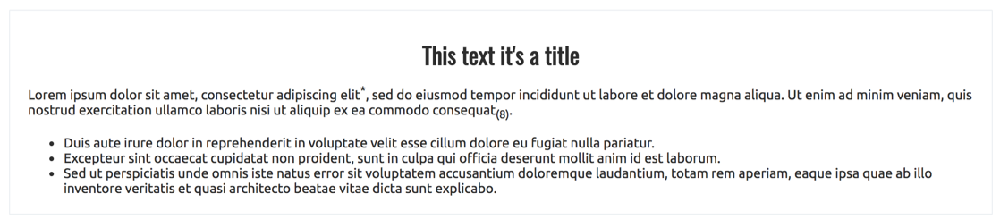 This text it's a title
Lorem ipsum dolor sit amet, consectetur adipiscing elit*, sed do eiusmod tempor incididunt ut labore et dolore magna aliqua. Ut enim ad minim veniam, quis
nostrud exercitation ullamco laboris nisi ut aliquip ex ea commodo consequat(8).
• Duis aute irure dolor in reprehenderit in voluptate velit esse cillum dolore eu fugiat nulla pariatur.
• Excepteur sint occaecat cupidatat non proident, sunt in culpa qui officia deserunt mollit anim id est laborum.
• Sed ut perspiciatis unde omnis iste natus error sit voluptatem accusantium doloremque laudantium, totam rem aperiam, eaque ipsa quae ab illo
inventore veritatis et quasi architecto beatae vitae dicta sunt explicabo.